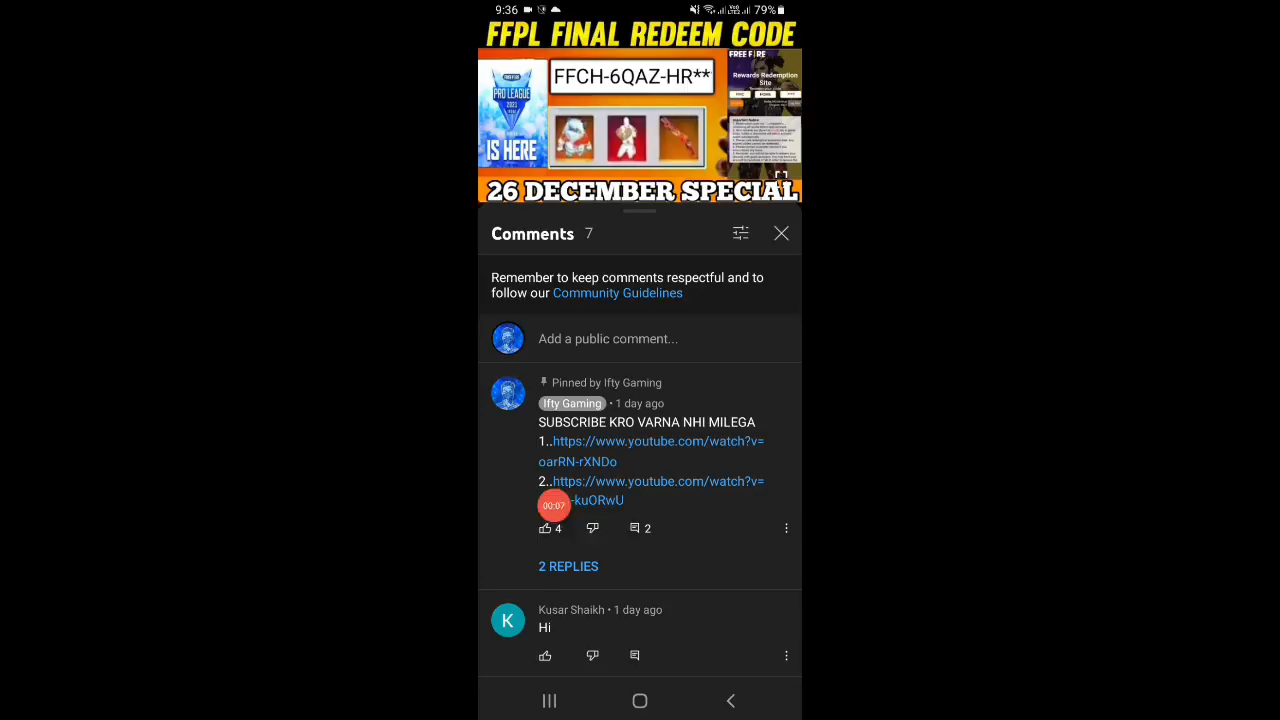 9:36
79%
FFPL FINAL REDEEM CODE
FREE FIRE
PRO LEAGUE
2021
IS HERE
FFCH-6QAZ-HR**
FREE FIRE
Rewards Redemption
Site
26 DECEMBER SPECIAL
Comments 7
Remember to keep comments respectful and to
follow our Community Guidelines
Add a public comment...
Pinned by Ifty Gaming
Ifty Gaming • 1 day ago
SUBSCRIBE KRO VARNA NHI MILEGA
1..https://www.youtube.com/watch?v=
oarRN-rXNDo
2..https://www.youtube.com/watch?v=
-kuORwU
00:07
4
2
2 REPLIES
K
Kusar Shaikh • 1 day ago
Hi